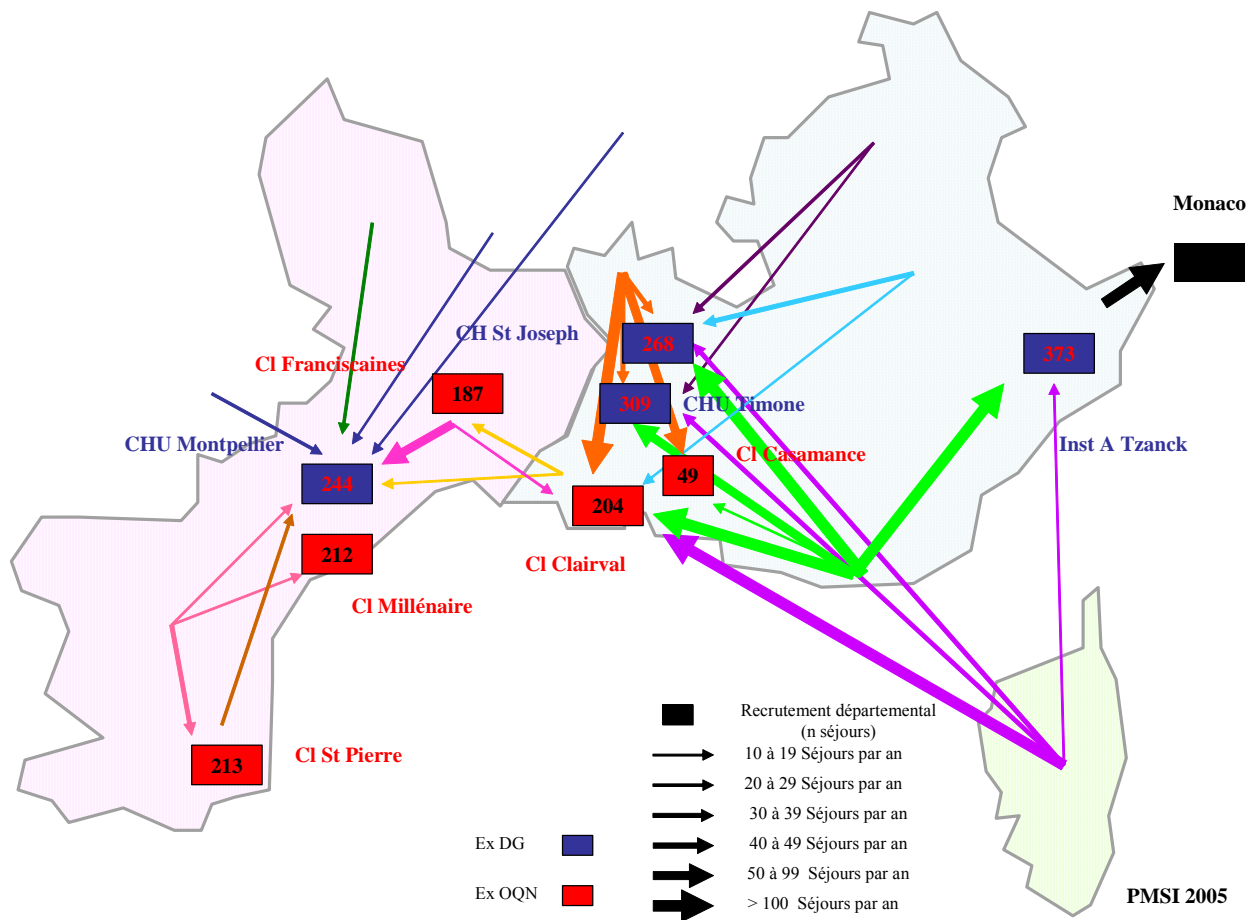 Monaco
CH St Joseph
268
373
Cl Franciscaines
187
309
CHU Timone
CHU Montpellier
Inst A Tzanck
Cl Casamance
244
49
204
212
Cl Clairval
Cl Millénaire
Recrutement départemental
(n séjours)
10 à 19 Séjours par an
Cl St Pierre
213
20 à 29 Séjours par an
30 à 39 Séjours par an
Ex DG
40 à 49 Séjours par an
50 à 99 Séjours par an
Ex OQN
> 100 Séjours par an
PMSI 2005